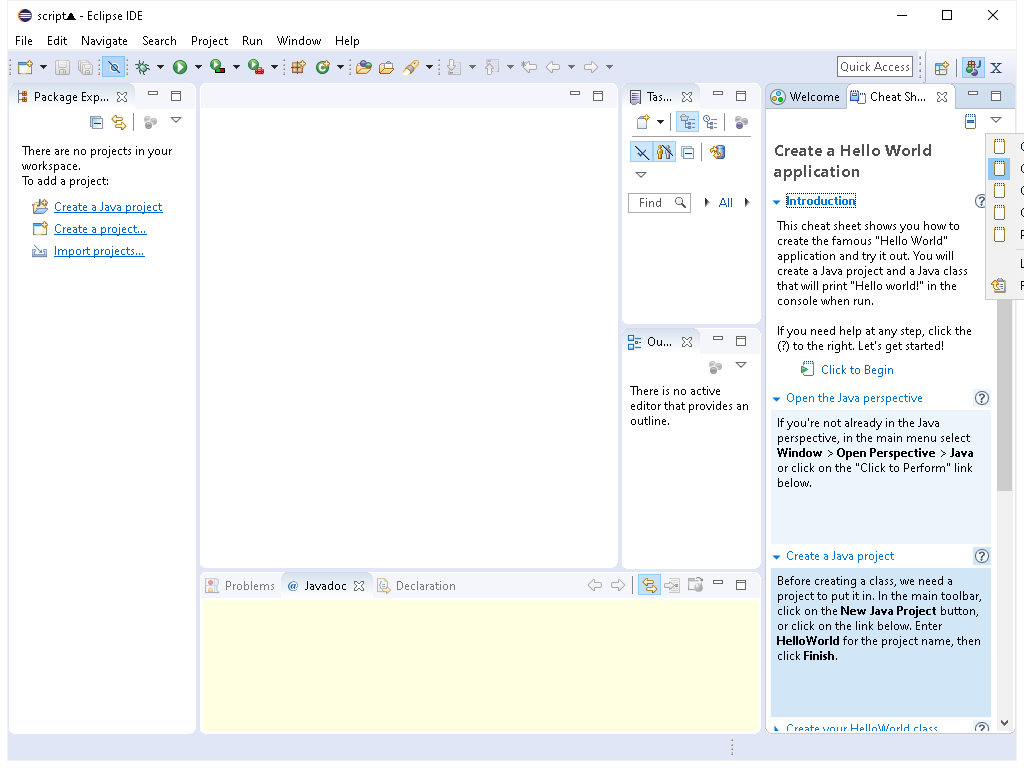 script▲ - Eclipse IDE
File Edit Navigate Search Project Run Window Help
Quick Access
Package Exp...
There are no projects in your
workspace.
To add a project:
Create a Java project
Create a project...
Import projects...
Tas...
Find
All
Ou...
There is no active
editor that provides an
outline.
Problems @ Javadoc Declaration
Welcome Cheat Sh...
Create a Hello World
application
Introduction
This cheat sheet shows you how to
create the famous "Hello World"
application and try it out. You will
create a Java project and a Java class
that will print "Hello world!" in the
console when run.
If you need help at any step, click the
(?) to the right. Let's get started!
Click to Begin
Open the Java perspective
If you're not already in the Java
perspective, in the main menu select
Window > Open Perspective > Java
or click on the "Click to Perform" link
below.
Create a Java project
Before creating a class, we need a
project to put it in. In the main toolbar,
click on the New Java Project button,
or click on the link below. Enter
HelloWorld for the project name, then
click Finish.
Create your HelloWorld class